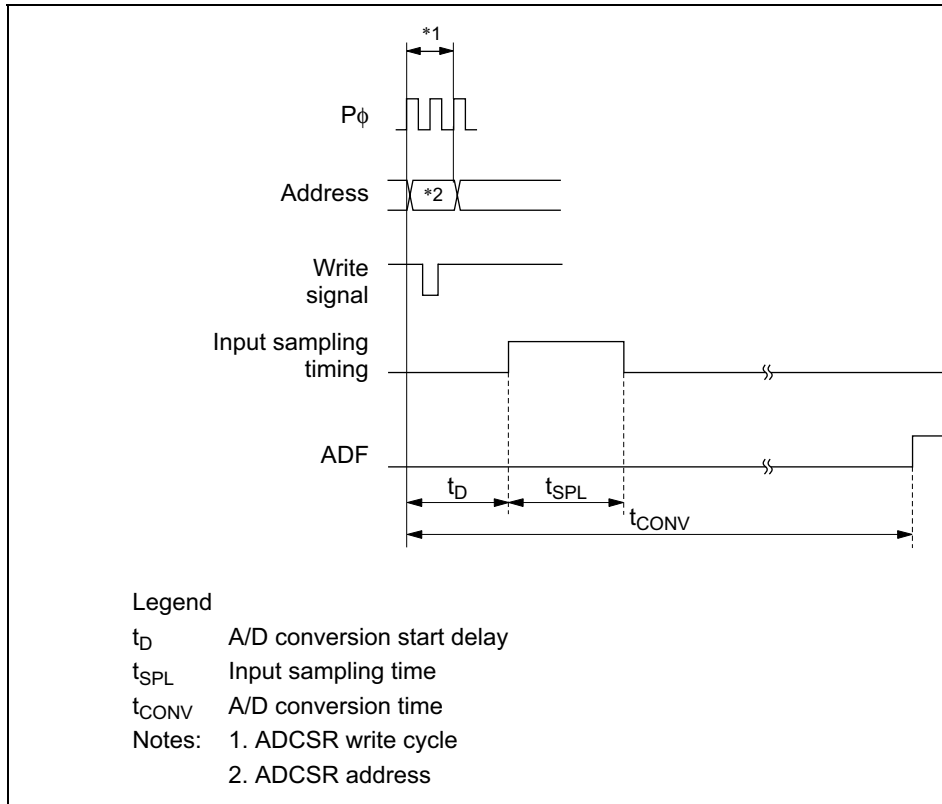 *1
Pϕ
Address
*2
Write
signal
Input sampling
timing
ADF
tD
tSPL
tCONV
Legend
tD A/D conversion start delay
tSPL Input sampling time
tCONV A/D conversion time
Notes: 1. ADCSR write cycle
2. ADCSR address